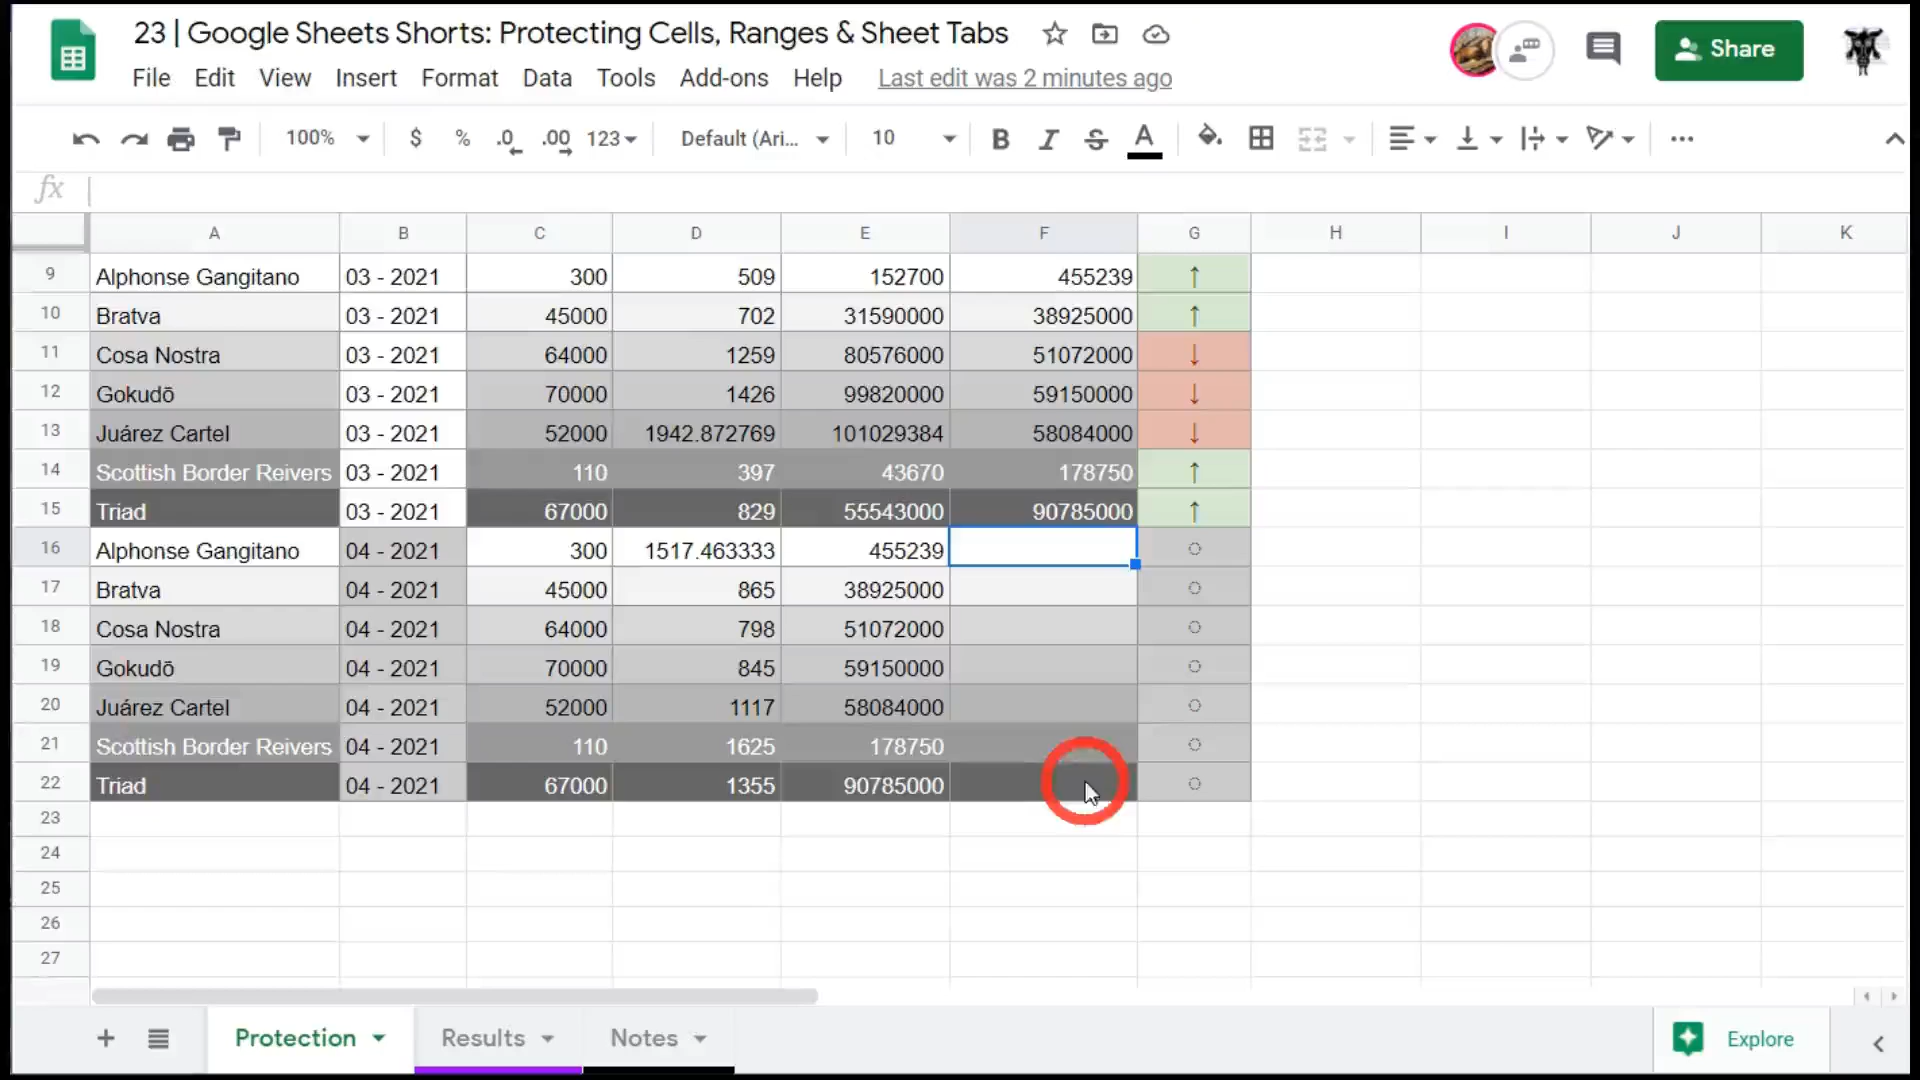 23 | Google Sheets Shorts: Protecting Cells, Ranges & Sheet Tabs
Share
File Edit View Insert Format Data Tools Add-ons Help Last edit was 2 minutes ago
100% $ % .0 .00 123 Default (Ari... 10 B I S A
fx
A B C D E F G H I J K
9 Alphonse Gangitano 03 - 2021 300 509 152700 455239 ↑
10 Bratva 03 - 2021 45000 702 31590000 38925000 ↑
11 Cosa Nostra 03 - 2021 64000 1259 80576000 51072000 ↓
12 Gokudō 03 - 2021 70000 1426 99820000 59150000 ↓
13 Juárez Cartel 03 - 2021 52000 1942.872769 101029384 58084000 ↓
14 Scottish Border Reivers 03 - 2021 110 397 43670 178750 ↑
15 Triad 03 - 2021 67000 829 55543000 90785000 ↑
16 Alphonse Gangitano 04 - 2021 300 1517.463333 455239 ◌
17 Bratva 04 - 2021 45000 865 38925000 ◌
18 Cosa Nostra 04 - 2021 64000 798 51072000 ◌
19 Gokudō 04 - 2021 70000 845 59150000 ◌
20 Juárez Cartel 04 - 2021 52000 1117 58084000 ◌
21 Scottish Border Reivers 04 - 2021 110 1625 178750 ◌
22 Triad 04 - 2021 67000 1355 90785000 ◌
23
24
25
26
27
+ Protection Results Notes Explore